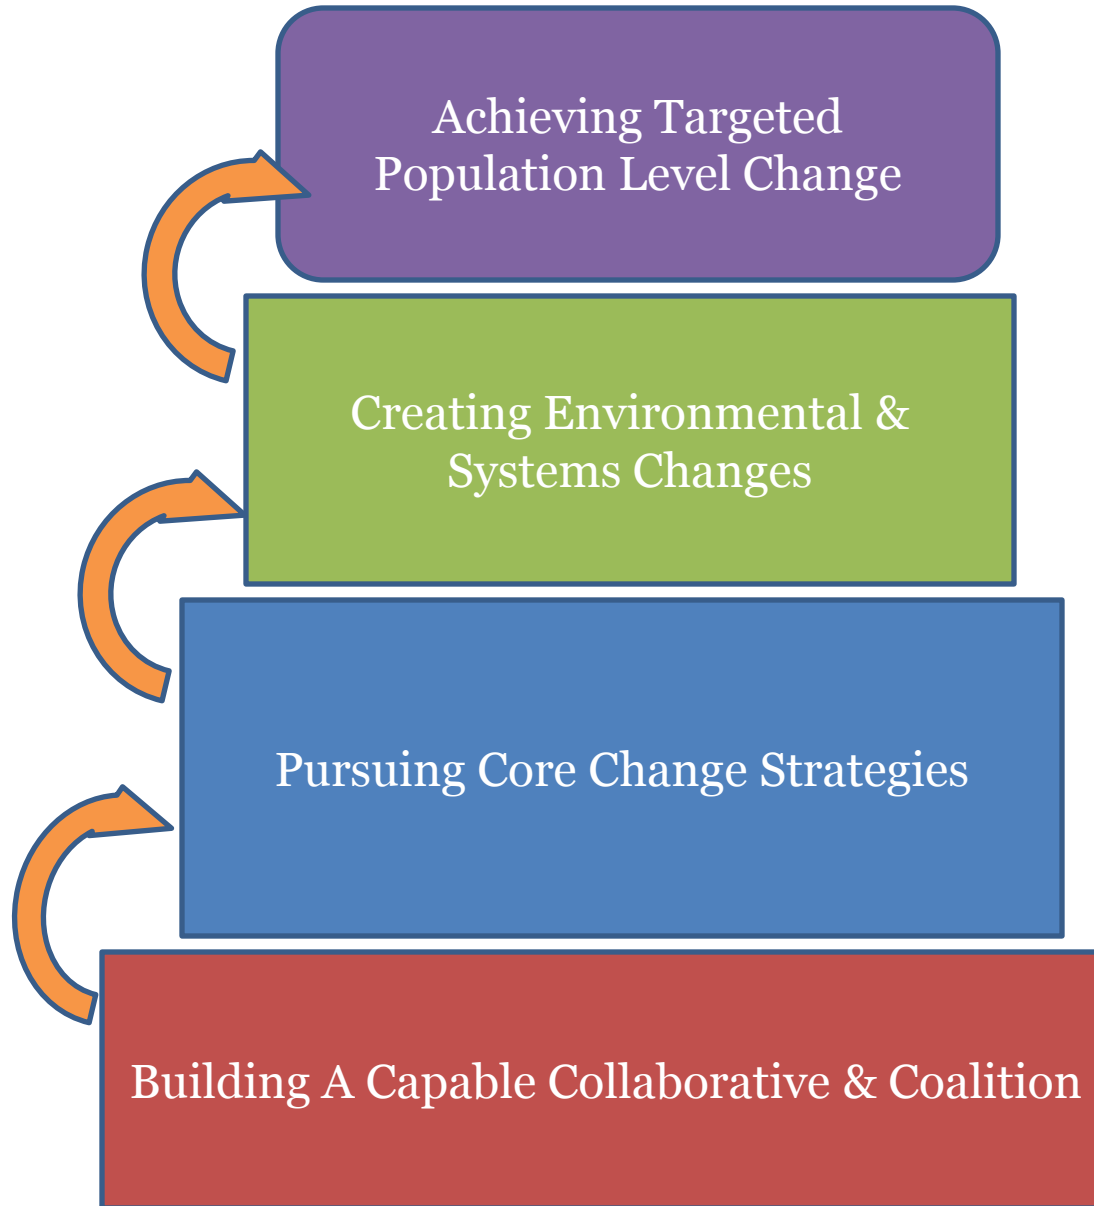 Achieving Targeted
Population Level Change
Creating Environmental &
Systems Changes
Pursuing Core Change Strategies
Building A Capable Collaborative & Coalition